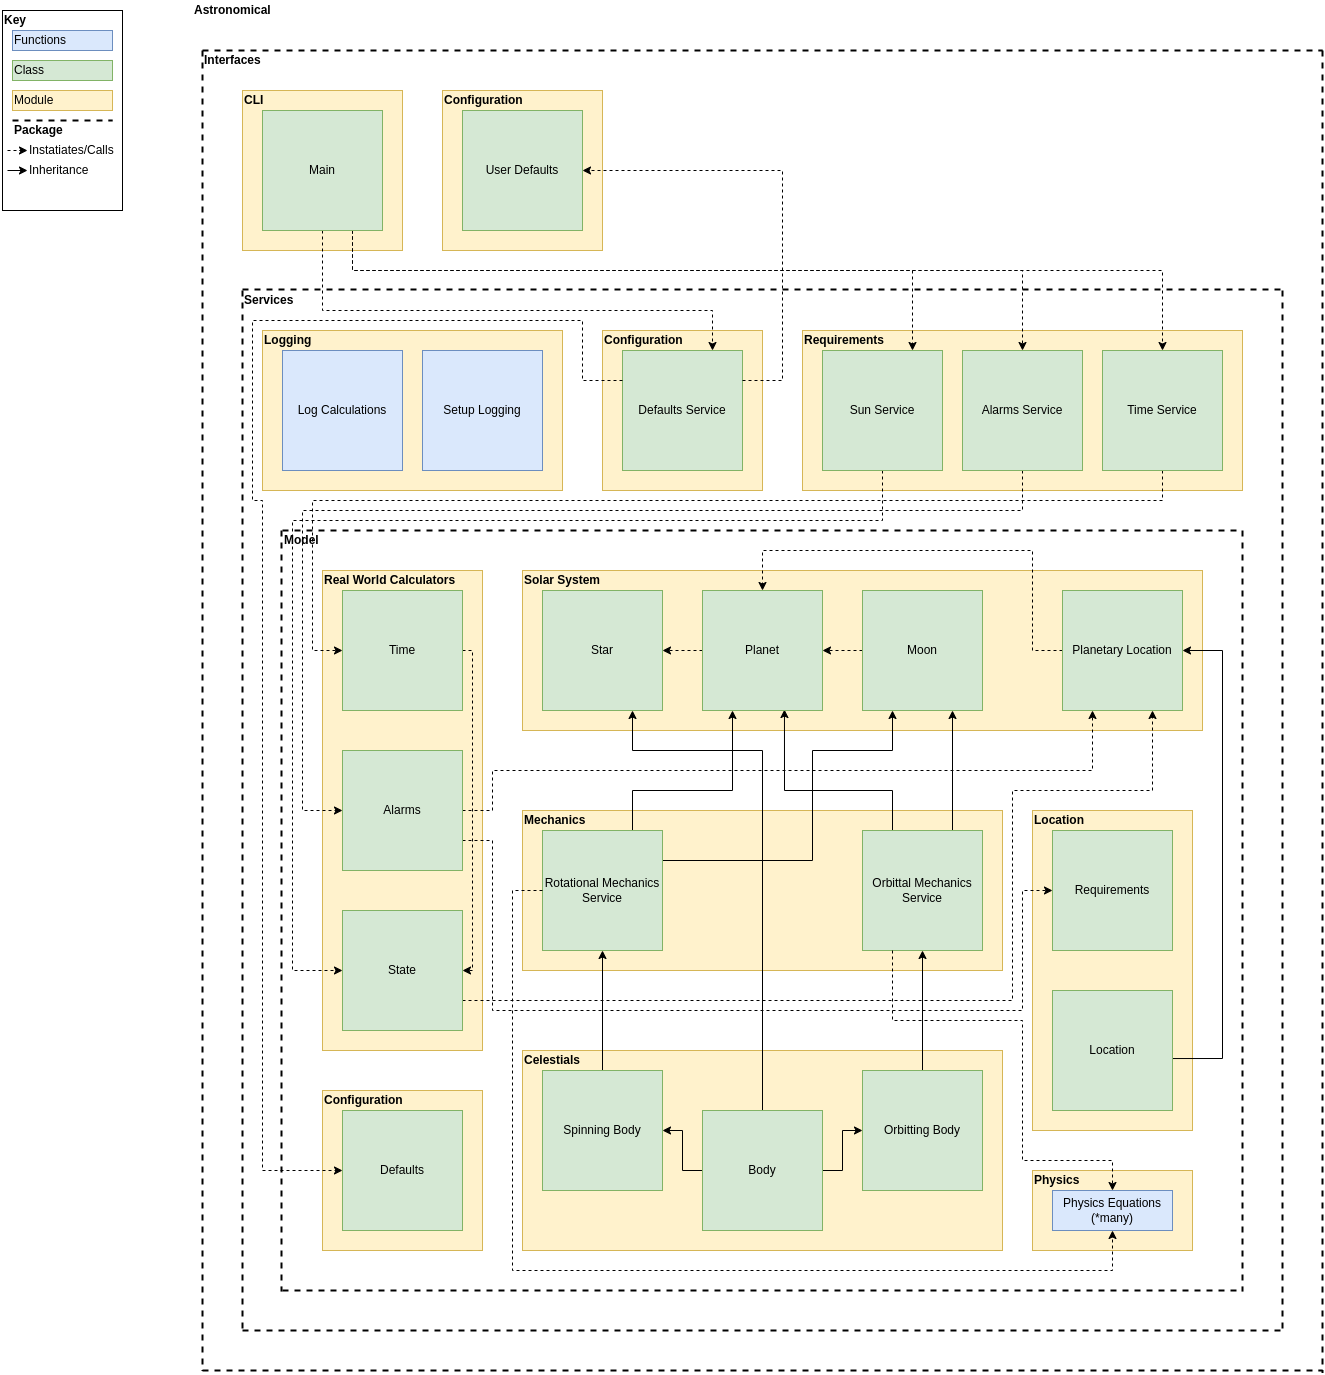 Astronomical
Key
Functions
Class
Module
Package
Instatiates/Calls
Inheritance
Interfaces
CLI
Main
Configuration
User Defaults
Services
Logging
Log Calculations
Setup Logging
Configuration
Defaults Service
Requirements
Sun Service
Alarms Service
Time Service
Model
Real World Calculators
Time
Alarms
State
Solar System
Star
Planet
Moon
Planetary Location
Mechanics
Rotational Mechanics
Service
Orbittal Mechanics
Service
Location
Requirements
Location
Configuration
Defaults
Celestials
Spinning Body
Body
Orbitting Body
Physics
Physics Equations
(*many)